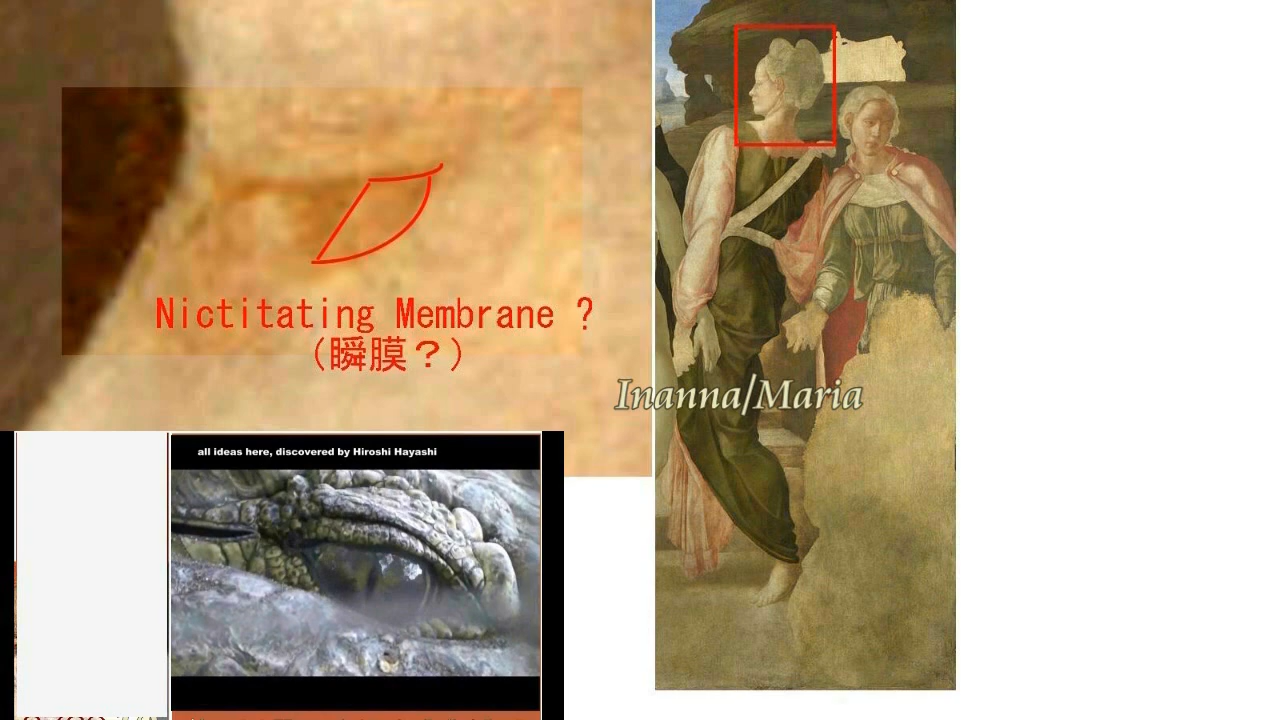 Nictitating Membrane ?
(瞬膜？)
Inanna/Maria
all ideas here, discovered by Hiroshi Hayashi